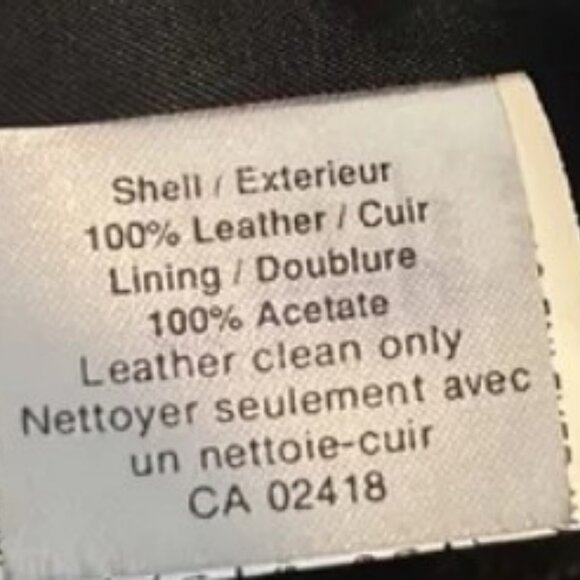 Shell / Exterieur
100% Leather / Cuir
Lining / Doublure
100% Acetate
Leather clean only
Nettoyer seulement avec
un nettoie-cuir
CA 02418